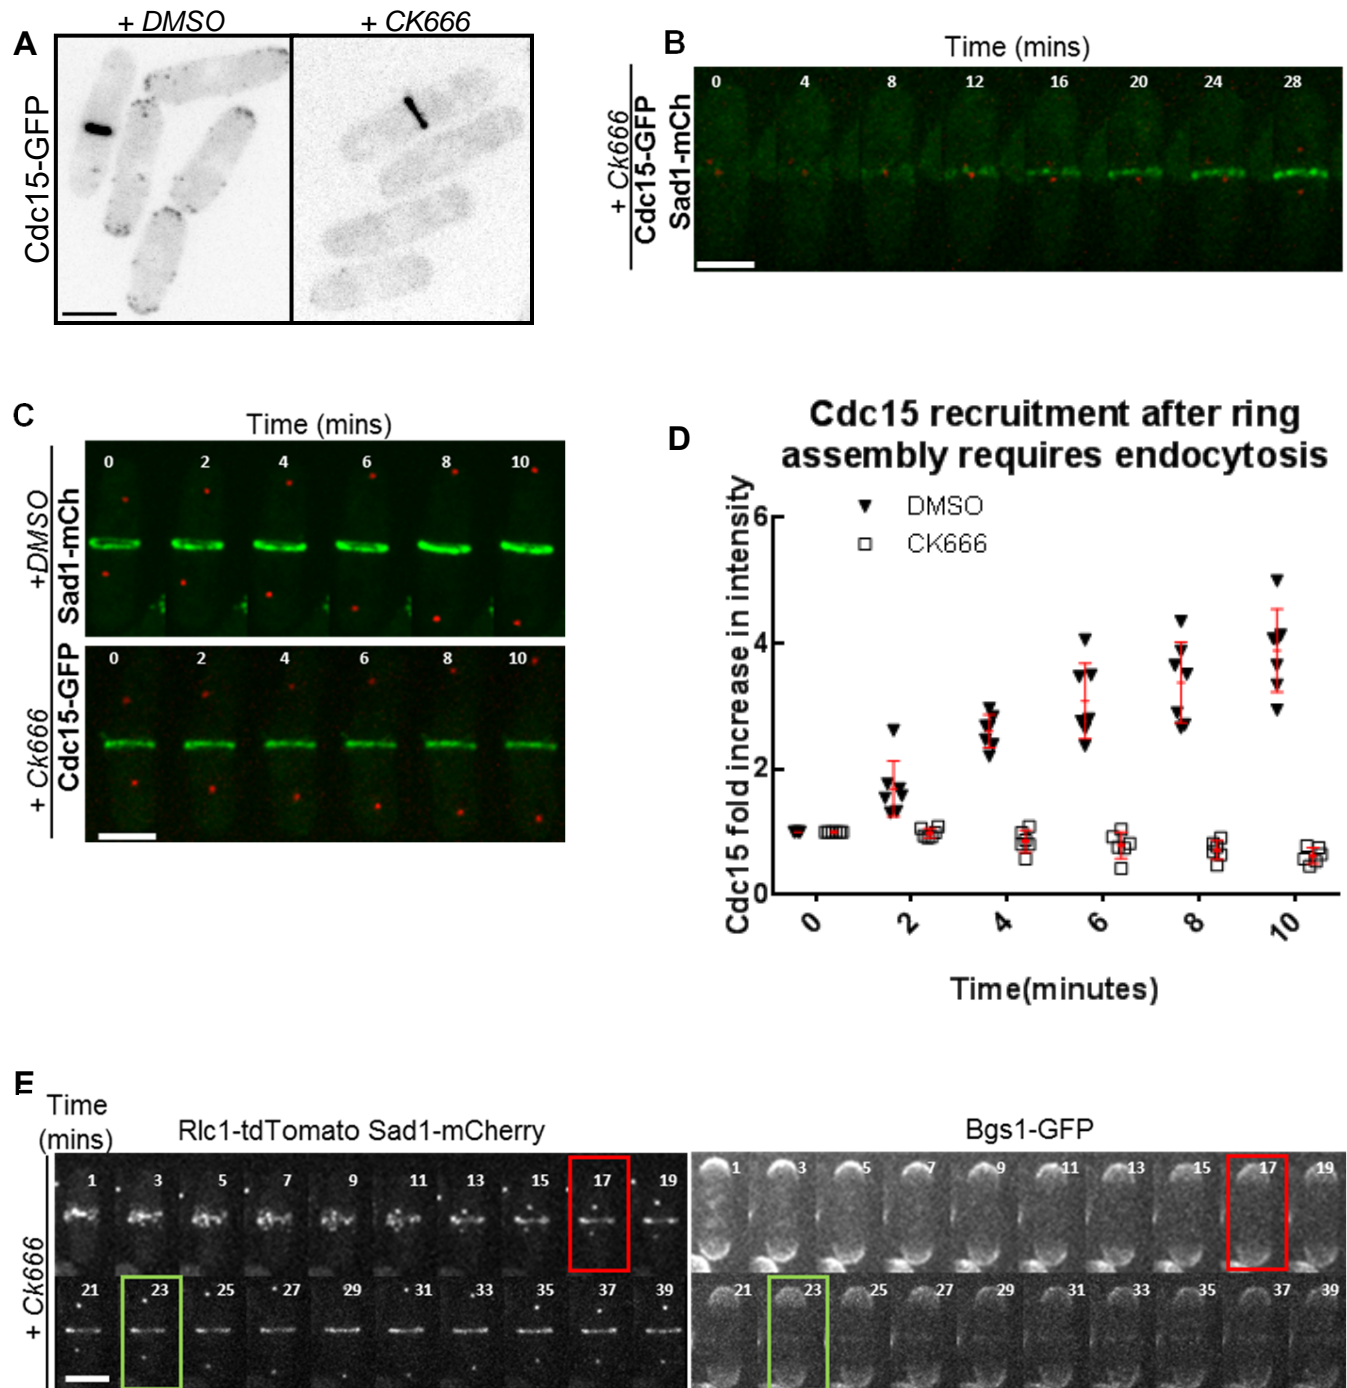 A
+ DMSO
+ CK666
Cdc15-GFP
B
Time (mins)
0 4 8 12 16 20 24 28
+ Ck666
Cdc15-GFP
Sad1-mCh
C
Time (mins)
0 2 4 6 8 10
+DMSO
Sad1-mCh
0 2 4 6 8 10
+ Ck666
Cdc15-GFP
D
Cdc15 recruitment after ring
assembly requires endocytosis
DMSO
CK666
Cdc15 fold increase in intensity
6
4
2
0
0 2 4 6 8 10
Time(minutes)
E
Time
(mins)
Rlc1-tdTomato Sad1-mCherry
Bgs1-GFP
+ Ck666
1 3 5 7 9 11 13 15 17 19
1 3 5 7 9 11 13 15 17 19
21 23 25 27 29 31 33 35 37 39
21 23 25 27 29 31 33 35 37 39